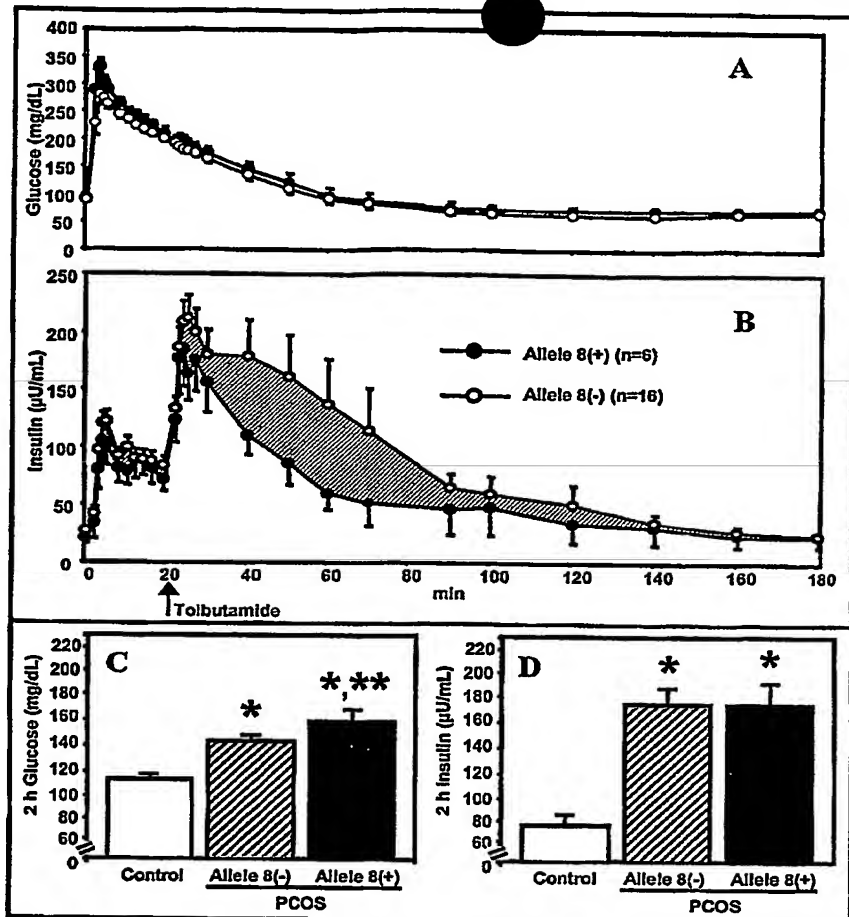 A
Glucose (mg/dL)
400
350
300
250
200
150
100
50
0
B
Insulin (µU/mL)
250
200
150
100
50
0
Allele 8(+) (n=6)
Allele 8(-) (n=16)
0 20 40 60 80 100 120 140 160 180
min
Tolbutamide
C
2 h Glucose (mg/dL)
220
200
180
160
140
120
100
80
60
0
*
*,**
Control Allele 8(-) Allele 8(+)
PCOS
D
2 h Insulin (µU/mL)
220
200
180
160
140
120
100
80
60
0
*
*
Control Allele 8(-) Allele 8(+)
PCOS